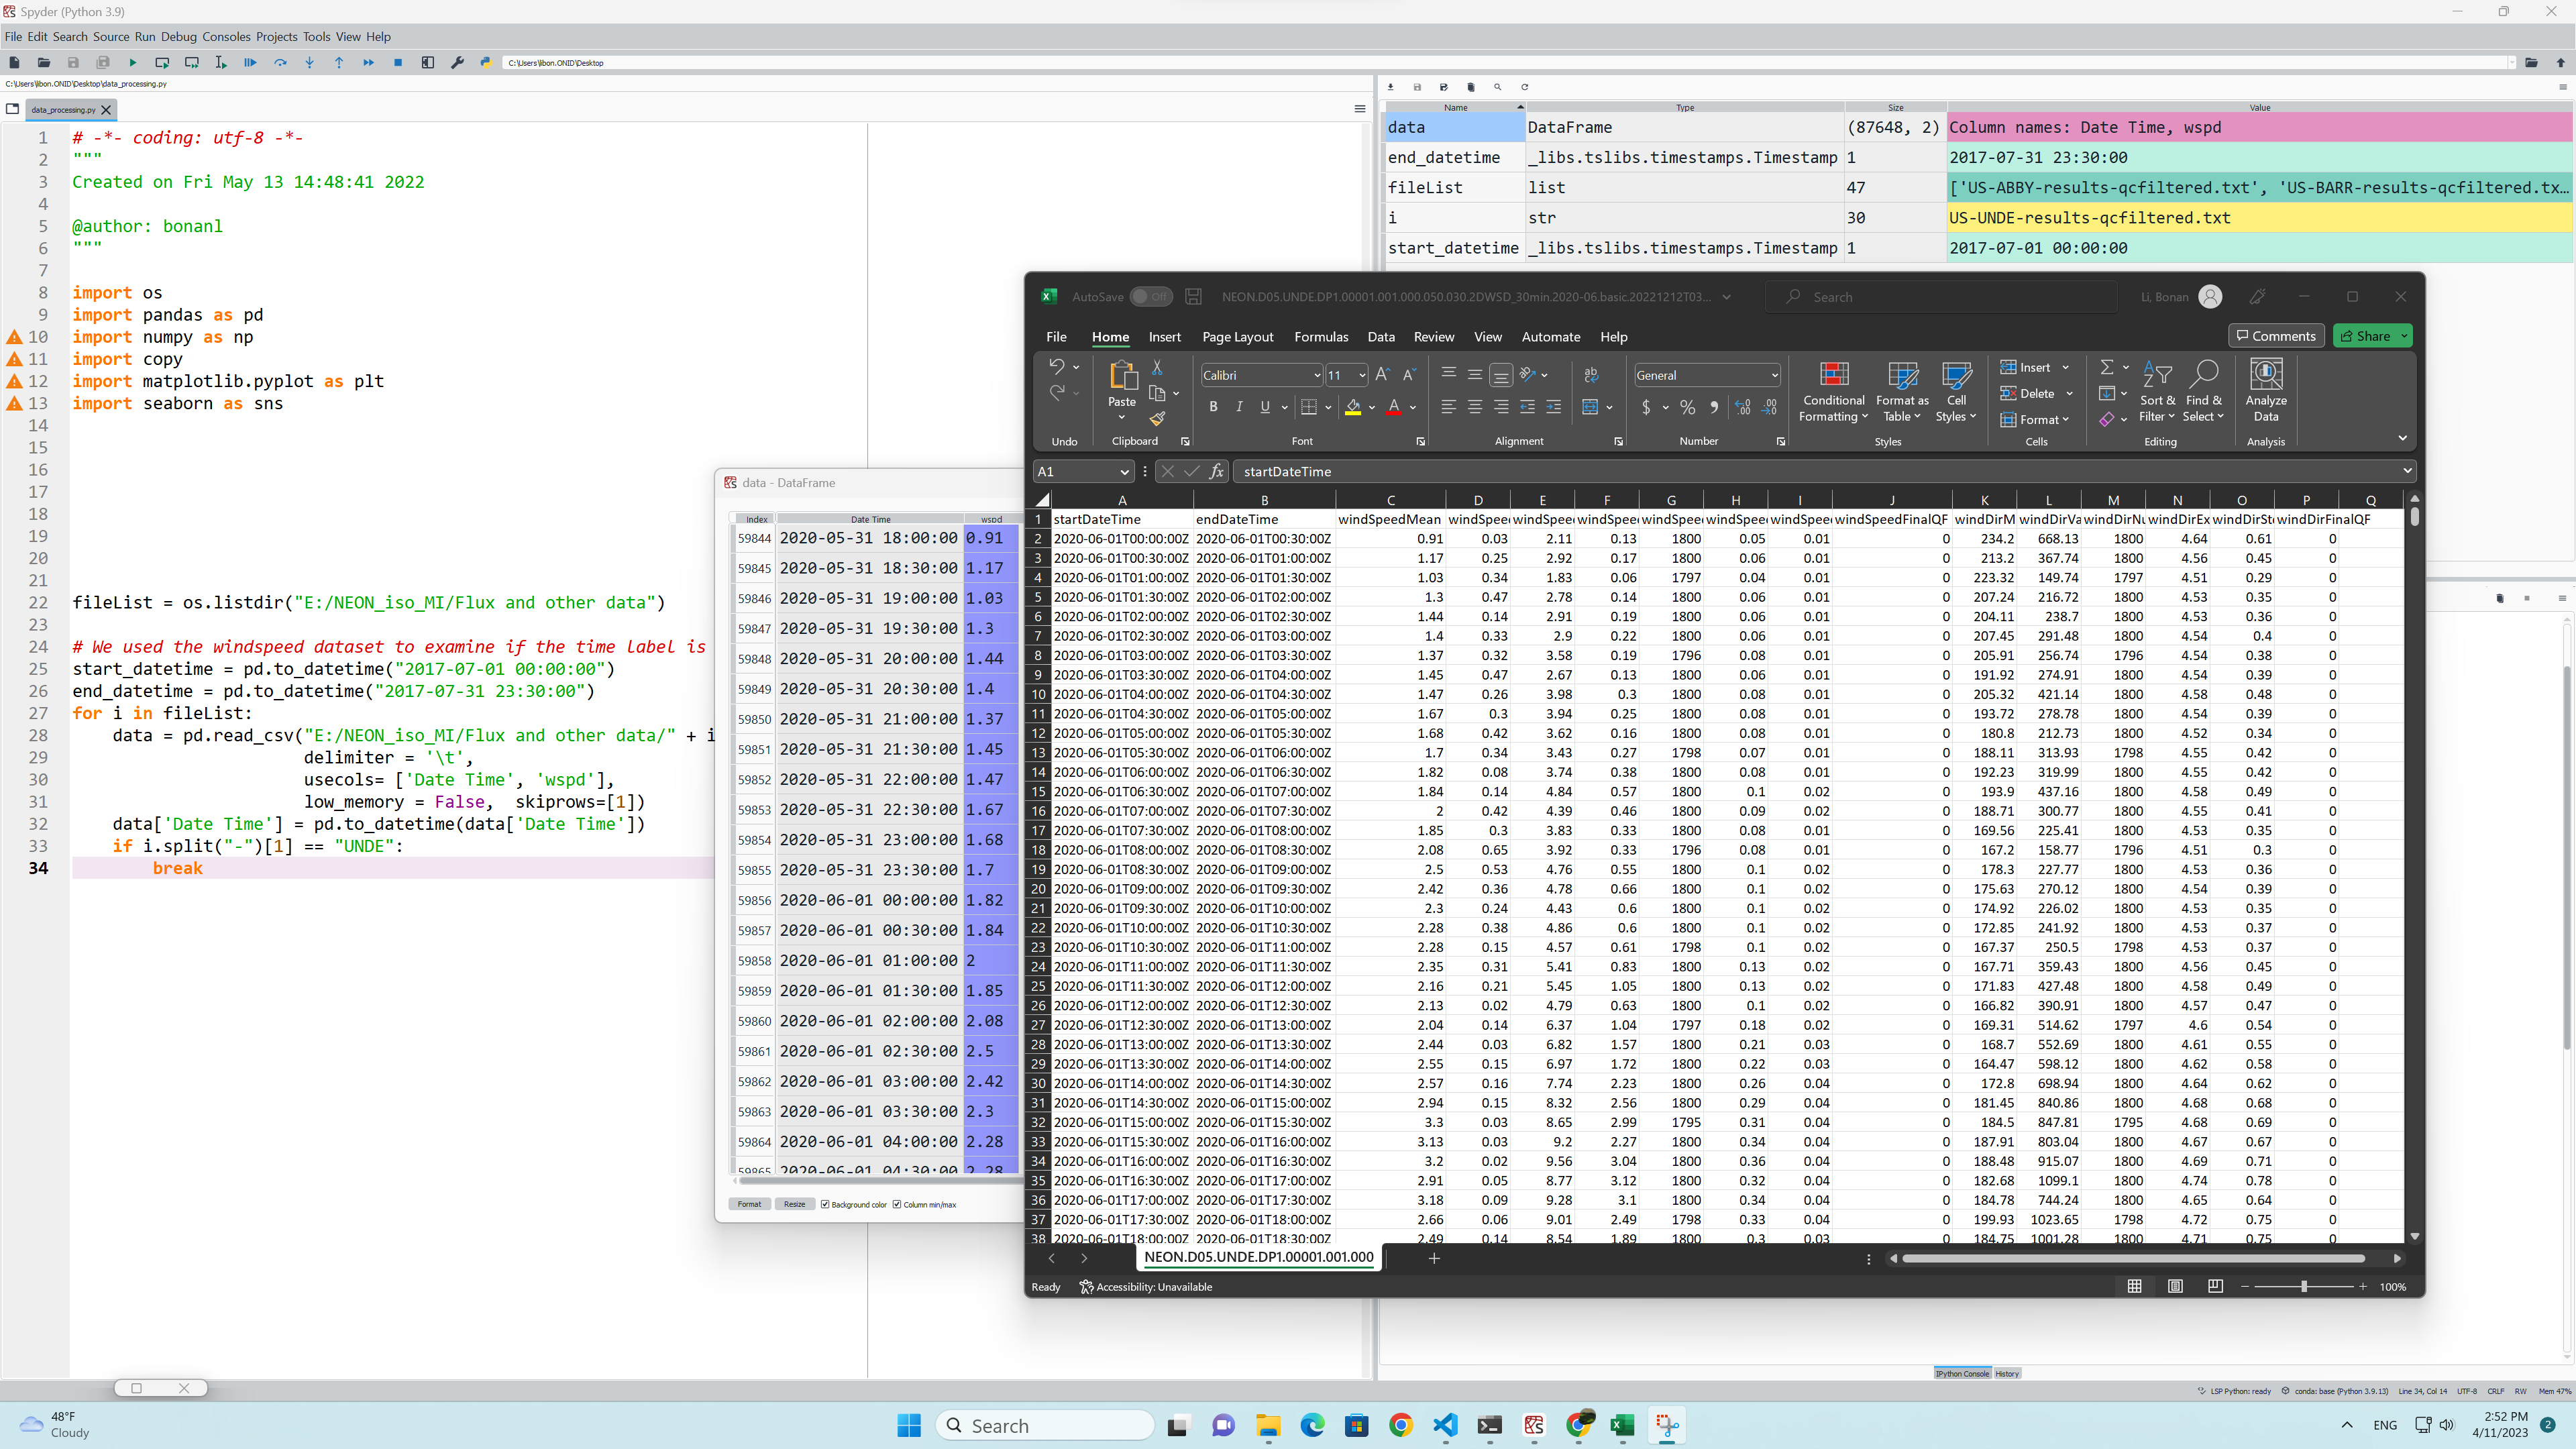 Spyder (Python 3.9)
File Edit Search Source Run Debug Consoles Projects Tools View Help
C:\Users\libon.ONID\Desktop
C:\Users\libon.ONID\Desktop\data_processing.py
data_processing.py
1 # -*- coding: utf-8 -*-
2 """
3 Created on Fri May 13 14:48:41 2022
4
5 @author: bonanl
6 """
7
8 import os
9 import pandas as pd
10 import numpy as np
11 import copy
12 import matplotlib.pyplot as plt
13 import seaborn as sns
14
15
16
17
18
19
20
21
22 fileList = os.listdir("E:/NEON_iso_MI/Flux and other data")
23
24 # We used the windspeed dataset to examine if the time label is
25 start_datetime = pd.to_datetime("2017-07-01 00:00:00")
26 end_datetime = pd.to_datetime("2017-07-31 23:30:00")
27 for i in fileList:
28 data = pd.read_csv("E:/NEON_iso_MI/Flux and other data/" + i
29 delimiter = '\t',
30 usecols= ['Date Time', 'wspd'],
31 low_memory = False, skiprows=[1])
32 data['Date Time'] = pd.to_datetime(data['Date Time'])
33 if i.split("-")[1] == "UNDE":
34 break
Name Type Size Value
data DataFrame (87648, 2) Column names: Date Time, wspd
end_datetime _libs.tslibs.timestamps.Timestamp 1 2017-07-31 23:30:00
fileList list 47 ['US-ABBY-results-qcfiltered.txt', 'US-BARR-results-qcfiltered.tx…
i str 30 US-UNDE-results-qcfiltered.txt
start_datetime _libs.tslibs.timestamps.Timestamp 1 2017-07-01 00:00:00
data - DataFrame
Index Date Time wspd
59844 2020-05-31 18:00:00 0.91
59845 2020-05-31 18:30:00 1.17
59846 2020-05-31 19:00:00 1.03
59847 2020-05-31 19:30:00 1.3
59848 2020-05-31 20:00:00 1.44
59849 2020-05-31 20:30:00 1.4
59850 2020-05-31 21:00:00 1.37
59851 2020-05-31 21:30:00 1.45
59852 2020-05-31 22:00:00 1.47
59853 2020-05-31 22:30:00 1.67
59854 2020-05-31 23:00:00 1.68
59855 2020-05-31 23:30:00 1.7
59856 2020-06-01 00:00:00 1.82
59857 2020-06-01 00:30:00 1.84
59858 2020-06-01 01:00:00 2
59859 2020-06-01 01:30:00 1.85
59860 2020-06-01 02:00:00 2.08
59861 2020-06-01 02:30:00 2.5
59862 2020-06-01 03:00:00 2.42
59863 2020-06-01 03:30:00 2.3
59864 2020-06-01 04:00:00 2.28
59865 2020-06-01 04:30:00 2.28
Format Resize Background color Column min/max
AutoSave Off NEON.D05.UNDE.DP1.00001.001.000.050.030.2DWSD_30min.2020-06.basic.20221212T03... Search Li, Bonan
File Home Insert Page Layout Formulas Data Review View Automate Help Comments Share
Paste Calibri 11 General Conditional Formatting Format as Table Cell Styles Insert Delete Format Sort & Filter Find & Select Analyze Data
Undo Clipboard Font Alignment Number Styles Cells Editing Analysis
A1 fx startDateTime
A B C D E F G H I J K L M N O P Q
1 startDateTime endDateTime windSpeedMean windSpeed windSpeed windSpeed windSpeed windSpeed windSpeed windSpeedFinalQF windDirM windDirVa windDirNu windDirEx windDirSt windDirFinalQF
2 2020-06-01T00:00:00Z 2020-06-01T00:30:00Z 0.91 0.03 2.11 0.13 1800 0.05 0.01 0 234.2 668.13 1800 4.64 0.61 0
3 2020-06-01T00:30:00Z 2020-06-01T01:00:00Z 1.17 0.25 2.92 0.17 1800 0.06 0.01 0 213.2 367.74 1800 4.56 0.45 0
4 2020-06-01T01:00:00Z 2020-06-01T01:30:00Z 1.03 0.34 1.83 0.06 1797 0.04 0.01 0 223.32 149.74 1797 4.51 0.29 0
5 2020-06-01T01:30:00Z 2020-06-01T02:00:00Z 1.3 0.47 2.78 0.14 1800 0.06 0.01 0 207.24 216.72 1800 4.53 0.35 0
6 2020-06-01T02:00:00Z 2020-06-01T02:30:00Z 1.44 0.14 2.91 0.19 1800 0.06 0.01 0 204.11 238.7 1800 4.53 0.36 0
7 2020-06-01T02:30:00Z 2020-06-01T03:00:00Z 1.4 0.33 2.9 0.22 1800 0.06 0.01 0 207.45 291.48 1800 4.54 0.4 0
8 2020-06-01T03:00:00Z 2020-06-01T03:30:00Z 1.37 0.32 3.58 0.19 1796 0.08 0.01 0 205.91 256.74 1796 4.54 0.38 0
9 2020-06-01T03:30:00Z 2020-06-01T04:00:00Z 1.45 0.47 2.67 0.13 1800 0.06 0.01 0 191.92 274.91 1800 4.54 0.39 0
10 2020-06-01T04:00:00Z 2020-06-01T04:30:00Z 1.47 0.26 3.98 0.3 1800 0.08 0.01 0 205.32 421.14 1800 4.58 0.48 0
11 2020-06-01T04:30:00Z 2020-06-01T05:00:00Z 1.67 0.3 3.94 0.25 1800 0.08 0.01 0 193.72 278.78 1800 4.54 0.39 0
12 2020-06-01T05:00:00Z 2020-06-01T05:30:00Z 1.68 0.42 3.62 0.16 1800 0.08 0.01 0 180.8 212.73 1800 4.52 0.34 0
13 2020-06-01T05:30:00Z 2020-06-01T06:00:00Z 1.7 0.34 3.43 0.27 1798 0.07 0.01 0 188.11 313.93 1798 4.55 0.42 0
14 2020-06-01T06:00:00Z 2020-06-01T06:30:00Z 1.82 0.08 3.74 0.38 1800 0.08 0.01 0 192.23 319.99 1800 4.55 0.42 0
15 2020-06-01T06:30:00Z 2020-06-01T07:00:00Z 1.84 0.14 4.84 0.57 1800 0.1 0.02 0 193.9 437.16 1800 4.58 0.49 0
16 2020-06-01T07:00:00Z 2020-06-01T07:30:00Z 2 0.42 4.39 0.46 1800 0.09 0.02 0 188.71 300.77 1800 4.55 0.41 0
17 2020-06-01T07:30:00Z 2020-06-01T08:00:00Z 1.85 0.3 3.83 0.33 1800 0.08 0.01 0 169.56 225.41 1800 4.53 0.35 0
18 2020-06-01T08:00:00Z 2020-06-01T08:30:00Z 2.08 0.65 3.92 0.33 1796 0.08 0.01 0 167.2 158.77 1796 4.51 0.3 0
19 2020-06-01T08:30:00Z 2020-06-01T09:00:00Z 2.5 0.53 4.76 0.55 1800 0.1 0.02 0 178.3 227.77 1800 4.53 0.36 0
20 2020-06-01T09:00:00Z 2020-06-01T09:30:00Z 2.42 0.36 4.78 0.66 1800 0.1 0.02 0 175.63 270.12 1800 4.54 0.39 0
21 2020-06-01T09:30:00Z 2020-06-01T10:00:00Z 2.3 0.24 4.43 0.6 1800 0.1 0.02 0 174.92 226.02 1800 4.53 0.35 0
22 2020-06-01T10:00:00Z 2020-06-01T10:30:00Z 2.28 0.38 4.86 0.6 1800 0.1 0.02 0 172.85 241.92 1800 4.53 0.37 0
23 2020-06-01T10:30:00Z 2020-06-01T11:00:00Z 2.28 0.15 4.57 0.61 1798 0.1 0.02 0 167.37 250.5 1798 4.53 0.37 0
24 2020-06-01T11:00:00Z 2020-06-01T11:30:00Z 2.35 0.31 5.41 0.83 1800 0.13 0.02 0 167.71 359.43 1800 4.56 0.45 0
25 2020-06-01T11:30:00Z 2020-06-01T12:00:00Z 2.16 0.21 5.45 1.05 1800 0.13 0.02 0 171.83 427.48 1800 4.58 0.49 0
26 2020-06-01T12:00:00Z 2020-06-01T12:30:00Z 2.13 0.02 4.79 0.63 1800 0.1 0.02 0 166.82 390.91 1800 4.57 0.47 0
27 2020-06-01T12:30:00Z 2020-06-01T13:00:00Z 2.04 0.14 6.37 1.04 1797 0.18 0.02 0 169.31 514.62 1797 4.6 0.54 0
28 2020-06-01T13:00:00Z 2020-06-01T13:30:00Z 2.44 0.03 6.82 1.57 1800 0.21 0.03 0 168.7 552.69 1800 4.61 0.55 0
29 2020-06-01T13:30:00Z 2020-06-01T14:00:00Z 2.55 0.15 6.97 1.72 1800 0.22 0.03 0 164.47 598.12 1800 4.62 0.58 0
30 2020-06-01T14:00:00Z 2020-06-01T14:30:00Z 2.57 0.16 7.74 2.23 1800 0.26 0.04 0 172.8 698.94 1800 4.64 0.62 0
31 2020-06-01T14:30:00Z 2020-06-01T15:00:00Z 2.94 0.15 8.32 2.56 1800 0.29 0.04 0 181.45 840.86 1800 4.68 0.68 0
32 2020-06-01T15:00:00Z 2020-06-01T15:30:00Z 3.3 0.03 8.65 2.99 1795 0.31 0.04 0 184.5 847.81 1795 4.68 0.69 0
33 2020-06-01T15:30:00Z 2020-06-01T16:00:00Z 3.13 0.03 9.2 2.27 1800 0.34 0.04 0 187.91 803.04 1800 4.67 0.67 0
34 2020-06-01T16:00:00Z 2020-06-01T16:30:00Z 3.2 0.02 9.56 3.04 1800 0.36 0.04 0 188.48 915.07 1800 4.69 0.71 0
35 2020-06-01T16:30:00Z 2020-06-01T17:00:00Z 2.91 0.05 8.77 3.12 1800 0.32 0.04 0 182.68 1099.1 1800 4.74 0.78 0
36 2020-06-01T17:00:00Z 2020-06-01T17:30:00Z 3.18 0.09 9.28 3.1 1800 0.34 0.04 0 184.78 744.24 1800 4.65 0.64 0
37 2020-06-01T17:30:00Z 2020-06-01T18:00:00Z 2.66 0.06 9.01 2.49 1798 0.33 0.04 0 199.93 1023.65 1798 4.72 0.75 0
38 2020-06-01T18:00:00Z 2020-06-01T18:30:00Z 2.49 0.14 8.54 1.89 1800 0.3 0.03 0 184.75 1001.28 1800 4.71 0.75 0
NEON.D05.UNDE.DP1.00001.001.000
Ready Accessibility: Unavailable 100%
IPython Console History
LSP Python: ready conda: base (Python 3.9.13) Line 34, Col 14 UTF-8 CRLF RW Mem 47%
48°F
Cloudy
Search
ENG
2:52 PM
4/11/2023
2